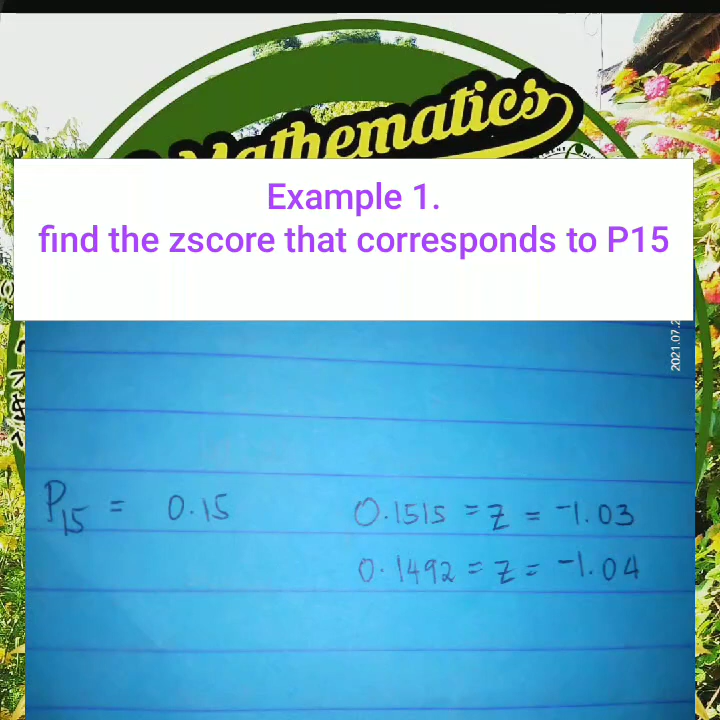 Mathematics
Example 1.
find the zscore that corresponds to P15
2021.07.2
P15 = 0.15
0.1515 = z = -1.03
0.1492 = z = -1.04